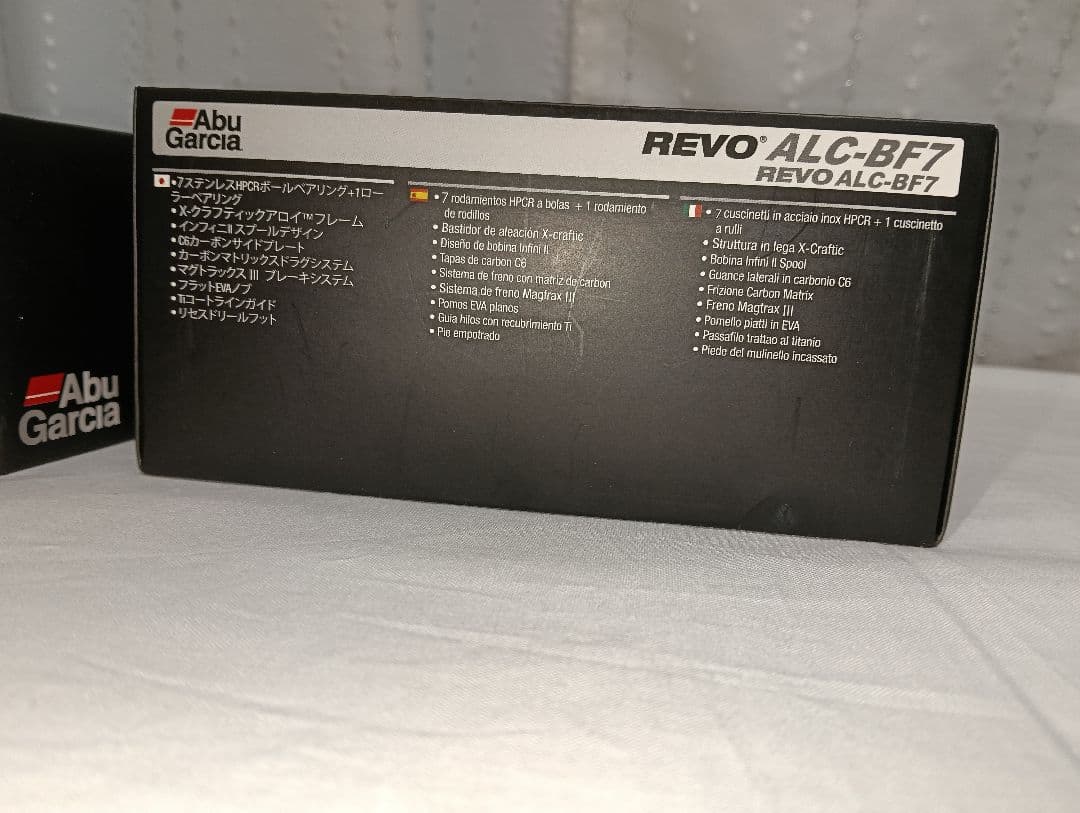 Abu
Garcia
REVO® ALC-BF7
REVO ALC-BF7
•7ステンレスHPCRボールベアリング+1ロー
ラーベアリング
•X-クラフティックアロイ™フレーム
•インフィニIIスプールデザイン
•C6カーボンサイドプレート
•カーボンマトリックスドラグシステム
•マグトラックスIII ブレーキシステム
•フラットEVAノブ
•Tiコートラインガイド
•リセスドリールフット
• 7 rodamientos HPCR a bolas + 1 rodamiento
de rodillos
• Bastidor de aleación X-craftic
• Diseño de bobina Infini II
• Tapas de carbon C6
• Sistema de freno con matriz de carbon
• Sistema de freno Magtrax III
• Pomos EVA planos
• Guia hilos con recubrimiento Ti
• Pie empotrado
• 7 cuscinetti in acciaio inox HPCR + 1 cuscinetto
a rulli
• Struttura in lega X-Craftic
• Bobina Infini II Spool
• Guance laterali in carbonio C6
• Frizione Carbon Matrix
• Freno Magtrax III
• Pomello piatti in EVA
• Passafilo trattao al titanio
• Piede del mulinello incassato
Abu
Garcia